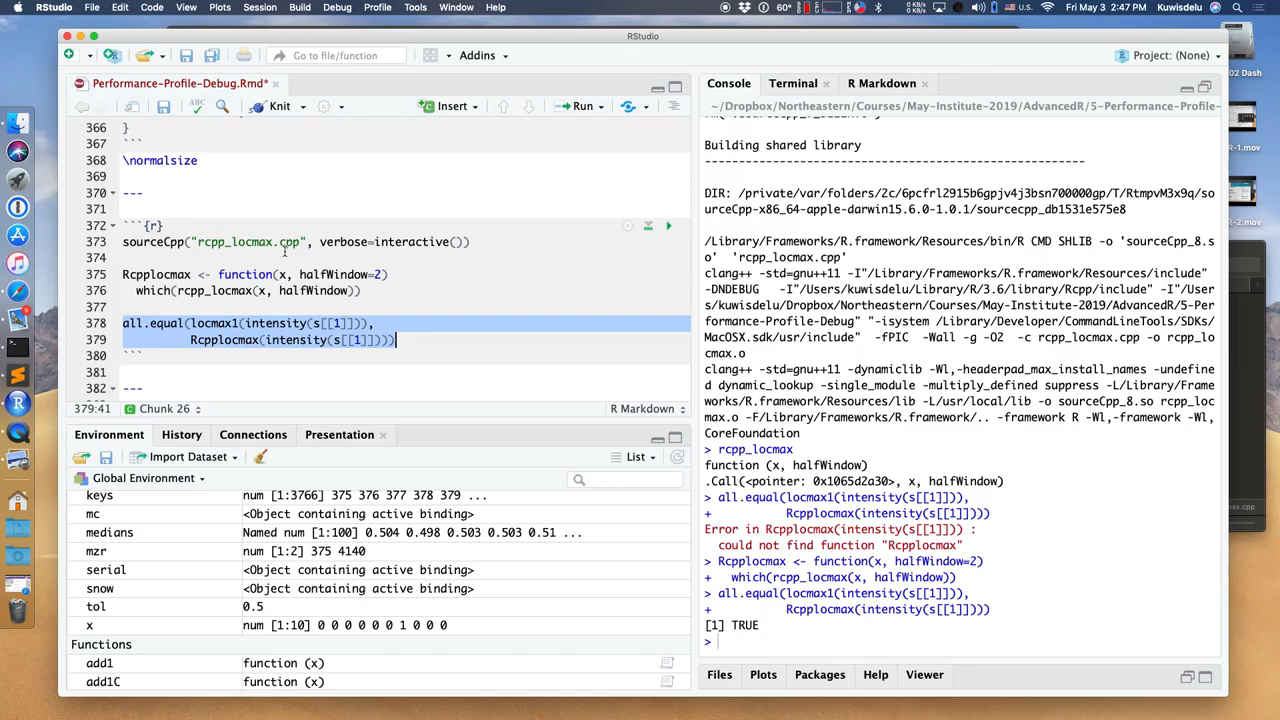 RStudio File Edit Code View Plots Session Build Debug Profile Tools Window Help
60° U.S. Fri May 3 2:47 PM Kuwisdelu
RStudio
Go to file/function Addins Project: (None)
Performance-Profile-Debug.Rmd*
Knit Insert Run
366 }
367 ```
368 \normalsize
369
370 ---
371
372 ```{r}
373 sourceCpp("rcpp_locmax.cpp", verbose=interactive())
374
375 Rcpplocmax <- function(x, halfWindow=2)
376 which(rcpp_locmax(x, halfWindow))
377
378 all.equal(locmax1(intensity(s[[1]])),
379 Rcpplocmax(intensity(s[[1]])))
380 ```
381
382 ---
379:41 Chunk 26 R Markdown
Environment History Connections Presentation
Import Dataset List
Global Environment
keys num [1:3766] 375 376 377 378 379 ...
mc <Object containing active binding>
medians Named num [1:100] 0.504 0.498 0.503 0.503 0.51 ...
mzr num [1:2] 375 4140
serial <Object containing active binding>
snow <Object containing active binding>
tol 0.5
x num [1:10] 0 0 0 0 0 0 1 0 0 0
Functions
add1 function (x)
add1C function (x)
Console Terminal R Markdown
~/Dropbox/Northeastern/Courses/May-Institute-2019/AdvancedR/5-Performance-Profile-
Building shared library
--------------------------------------------------------
DIR: /private/var/folders/2c/6pcfrl29159cgpjv4j3bsn700000gp/T/RtmpvM3x9q/so
urceCpp-x86_64-apple-darwin15.6.0-1.0.1/sourcecpp_db1531e575e8
/Library/Frameworks/R.framework/Resources/bin/R CMD SHLIB -o 'sourceCpp_8.s
o' 'rcpp_locmax.cpp'
clang++ -std=gnu++11 -I"/Library/Frameworks/R.framework/Resources/include"
-DNDEBUG -I"/Users/kuwisdelu/Library/R/3.6/library/Rcpp/include" -I"/Users
/kuwisdelu/Dropbox/Northeastern/Courses/May-Institute-2019/AdvancedR/5-Perf
ormance-Profile-Debug" "-isystem /Library/Developer/CommandLineTools/SDKs/
MacOSX.sdk/usr/include" -fPIC -Wall -g -O2 -c rcpp_locmax.cpp -o rcpp_lo
cmax.o
clang++ -std=gnu++11 -dynamiclib -Wl,-headerpad_max_install_names -undefine
d dynamic_lookup -single_module -multiply_defined suppress -L/Library/Frame
works/R.framework/Resources/lib -L/usr/local/lib -o sourceCpp_8.so rcpp_loc
max.o -F/Library/Frameworks/R.framework/.. -framework R -Wl,-framework -Wl,
CoreFoundation
> rcpp_locmax
function (x, halfWindow)
.Call(<pointer: 0x1065d2a30>, x, halfWindow)
> all.equal(locmax1(intensity(s[[1]])),
+ Rcpplocmax(intensity(s[[1]])))
Error in Rcpplocmax(intensity(s[[1]])) :
could not find function "Rcpplocmax"
> Rcpplocmax <- function(x, halfWindow=2)
+ which(rcpp_locmax(x, halfWindow))
> all.equal(locmax1(intensity(s[[1]])),
+ Rcpplocmax(intensity(s[[1]])))
[1] TRUE
>
Files Plots Packages Help Viewer